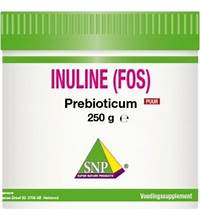 INULINE (FOS)
Prebioticum PUUR
250 g ℮
SNP
SUPER NATURE PRODUCTS
Voedingssupplement